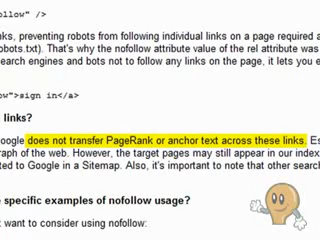 ollow" />
nks, preventing robots from following individual links on a page required a
obots.txt). That's why the nofollow attribute value of the rel attribute was
earch engines and bots not to follow any links on the page, it lets you e
ow">sign in</a>
links?
oogle does not transfer PageRank or anchor text across these links. Es
raph of the web. However, the target pages may still appear in our index
ted to Google in a Sitemap. Also, it's important to note that other searc
e specific examples of nofollow usage?
t want to consider using nofollow: